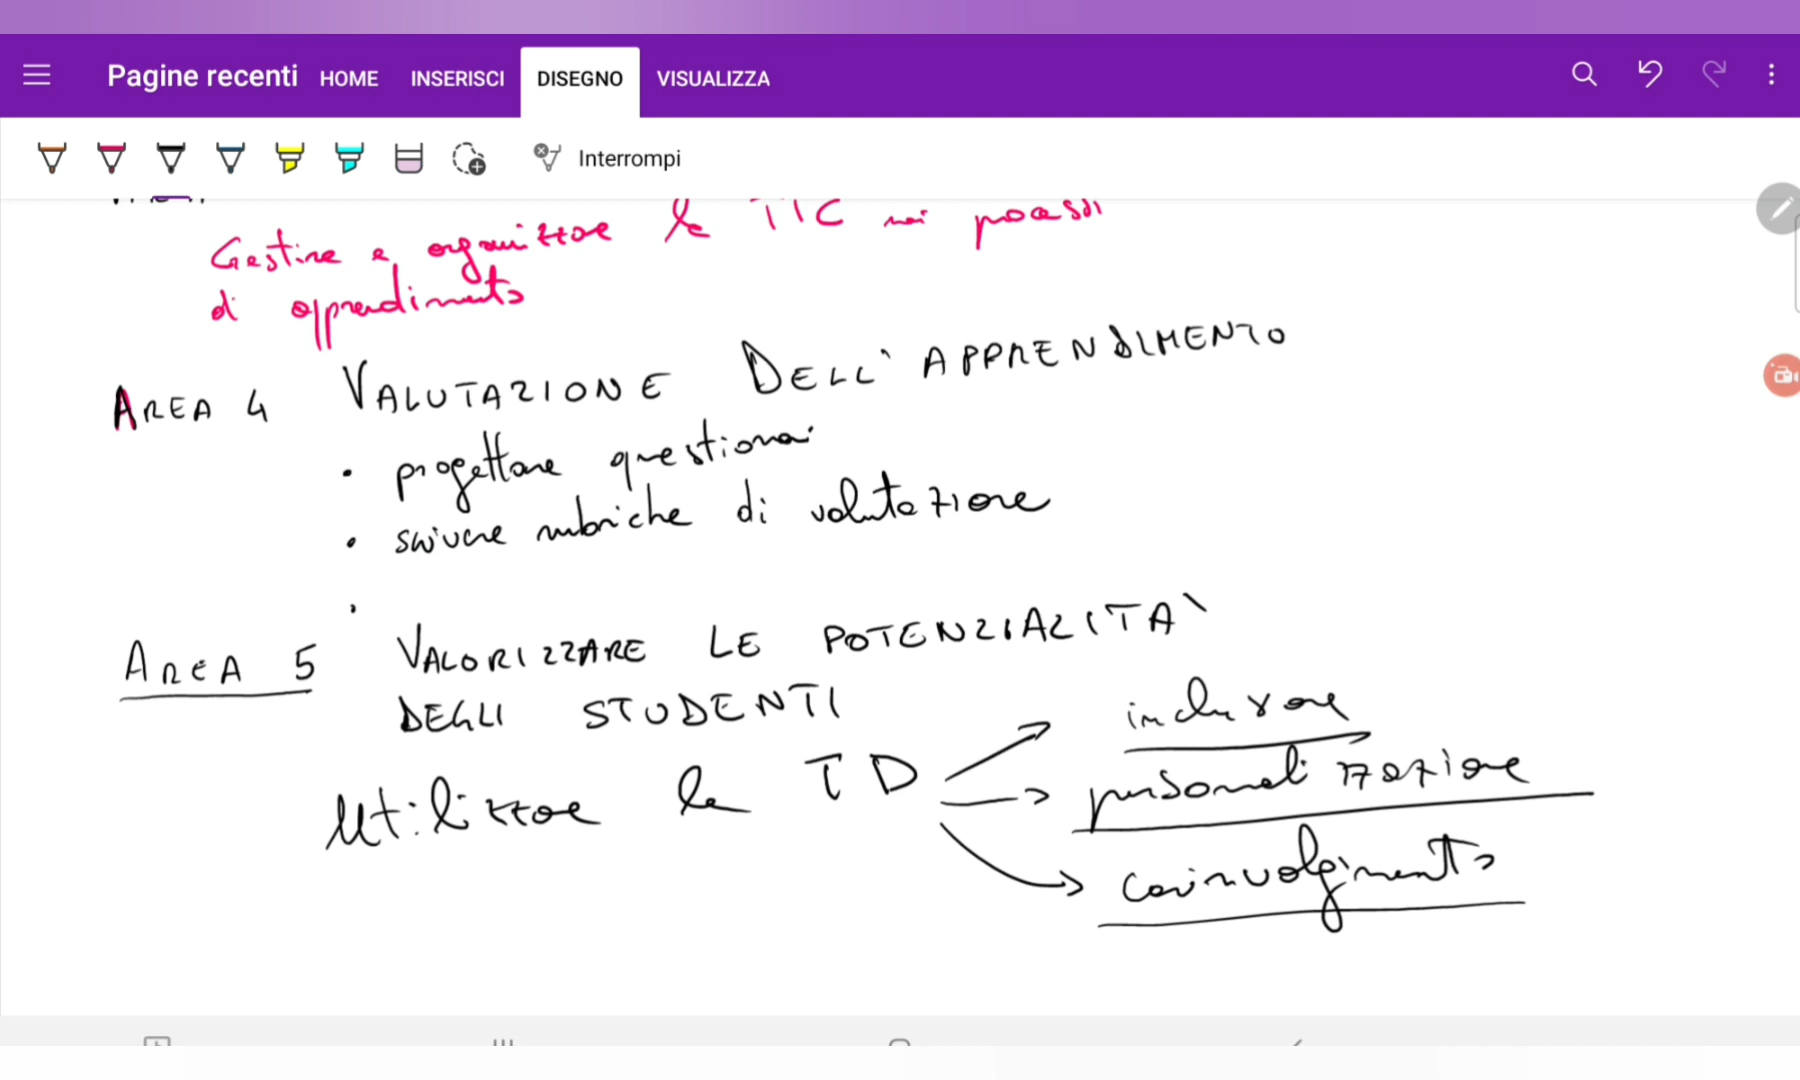 Pagine recenti HOME INSERISCI DISEGNO VISUALIZZA
Interrompi
Gestire e organizzare le TIC nei processi
di apprendimento
AREA 4 VALUTAZIONE DELL'APPRENDIMENTO
• progettare questionari
• scrivere rubriche di valutazione
•
AREA 5 VALORIZZARE LE POTENZIALITA'
DEGLI STUDENTI
Utilizzare le TD
→ inclusione
→ personalizzazione
→ coinvolgimento